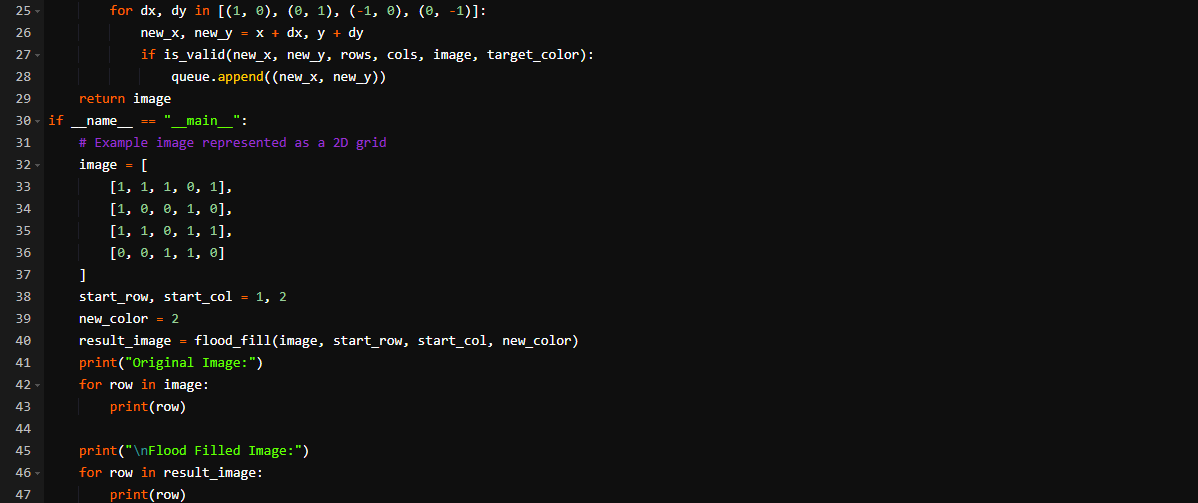 25 for dx, dy in [(1, 0), (0, 1), (-1, 0), (0, -1)]:
26 new_x, new_y = x + dx, y + dy
27 if is_valid(new_x, new_y, rows, cols, image, target_color):
28 queue.append((new_x, new_y))
29 return image
30 if __name__ == "__main__":
31 # Example image represented as a 2D grid
32 image = [
33 [1, 1, 1, 0, 1],
34 [1, 0, 0, 1, 0],
35 [1, 1, 0, 1, 1],
36 [0, 0, 1, 1, 0]
37 ]
38 start_row, start_col = 1, 2
39 new_color = 2
40 result_image = flood_fill(image, start_row, start_col, new_color)
41 print("Original Image:")
42 for row in image:
43 print(row)
44
45 print("\nFlood Filled Image:")
46 for row in result_image:
47 print(row)